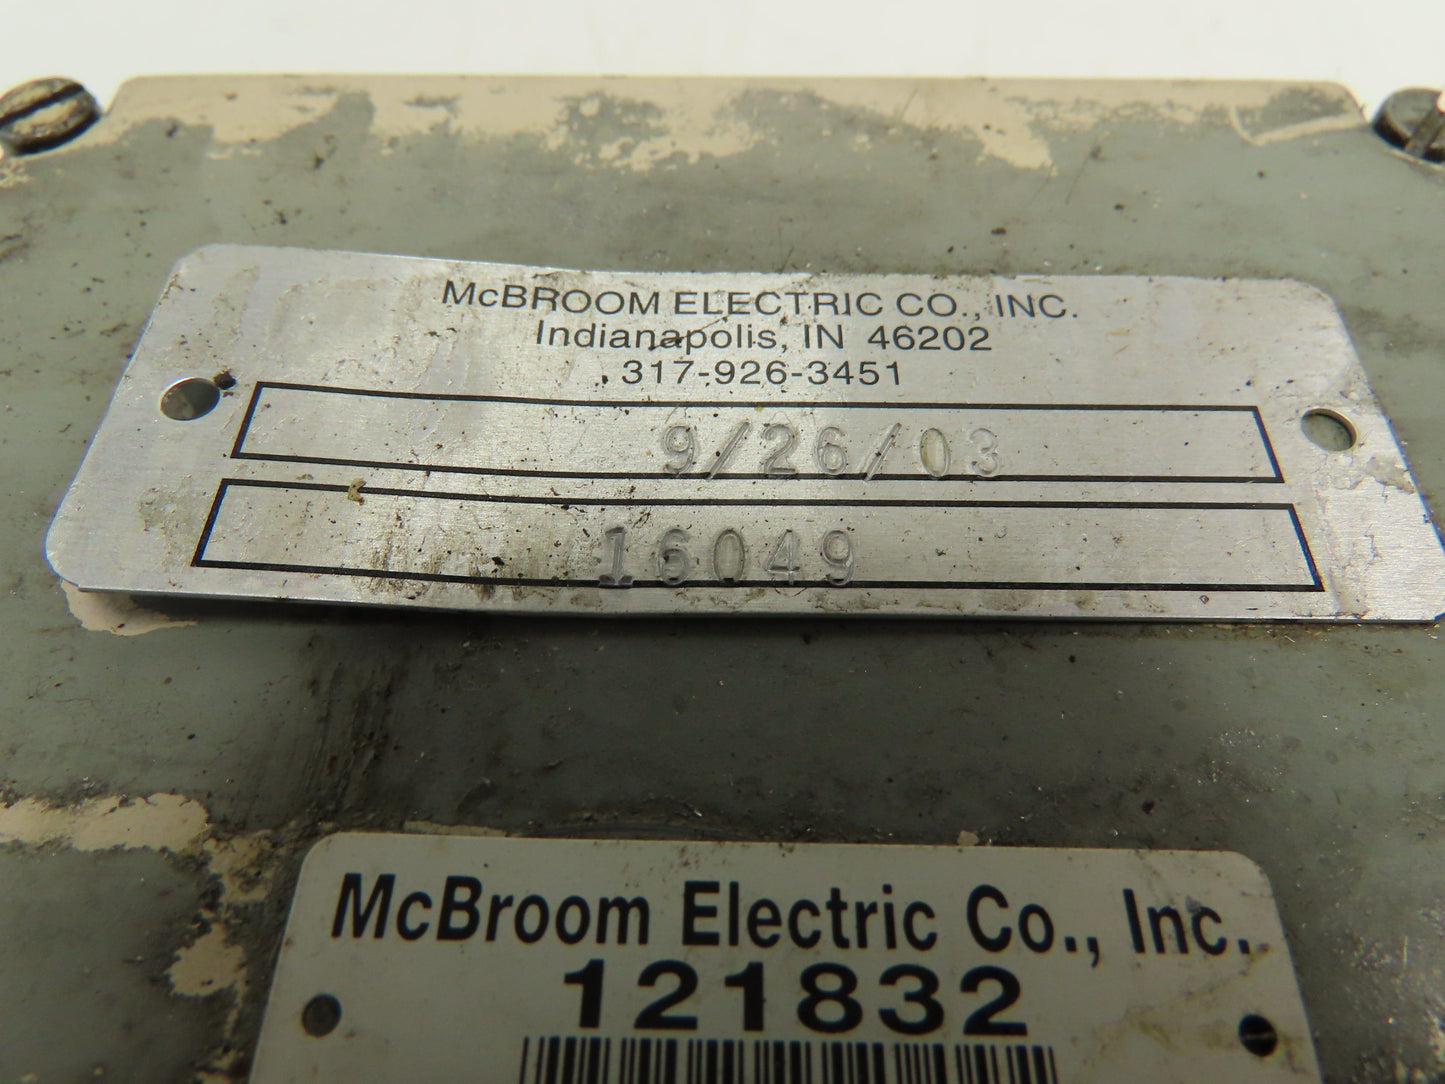 McBROOM ELECTRIC CO., INC.
Indianapolis, IN 46202
317-926-3451
9/26/03
16049
McBroom Electric Co., Inc.
121832